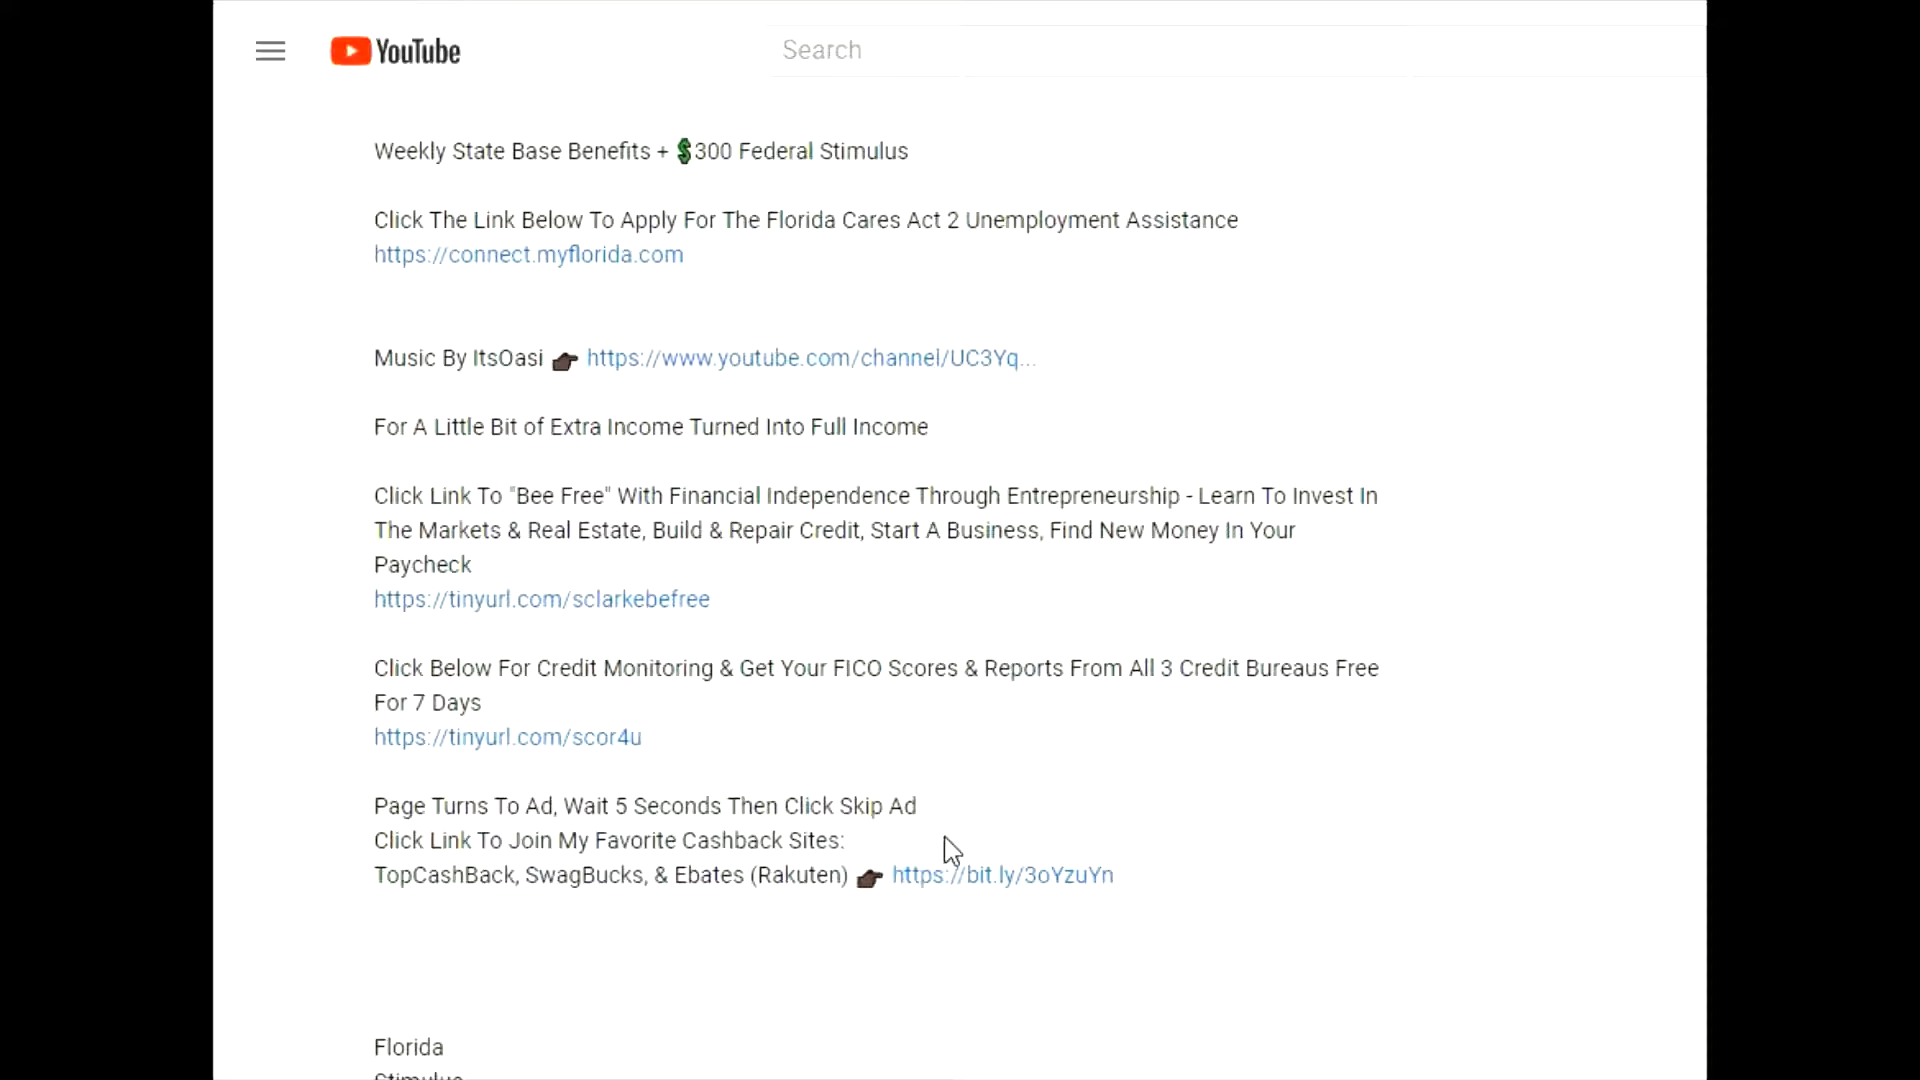 YouTube
Search
Weekly State Base Benefits + $300 Federal Stimulus
Click The Link Below To Apply For The Florida Cares Act 2 Unemployment Assistance
https://connect.myflorida.com
Music By ItsOasi https://www.youtube.com/channel/UC3Yq...
For A Little Bit of Extra Income Turned Into Full Income
Click Link To "Bee Free" With Financial Independence Through Entrepreneurship - Learn To Invest In
The Markets & Real Estate, Build & Repair Credit, Start A Business, Find New Money In Your
Paycheck
https://tinyurl.com/sclarkebefree
Click Below For Credit Monitoring & Get Your FICO Scores & Reports From All 3 Credit Bureaus Free
For 7 Days
https://tinyurl.com/scor4u
Page Turns To Ad, Wait 5 Seconds Then Click Skip Ad
Click Link To Join My Favorite Cashback Sites:
TopCashBack, SwagBucks, & Ebates (Rakuten) https://bit.ly/3oYzuYn
Florida
Stimulus